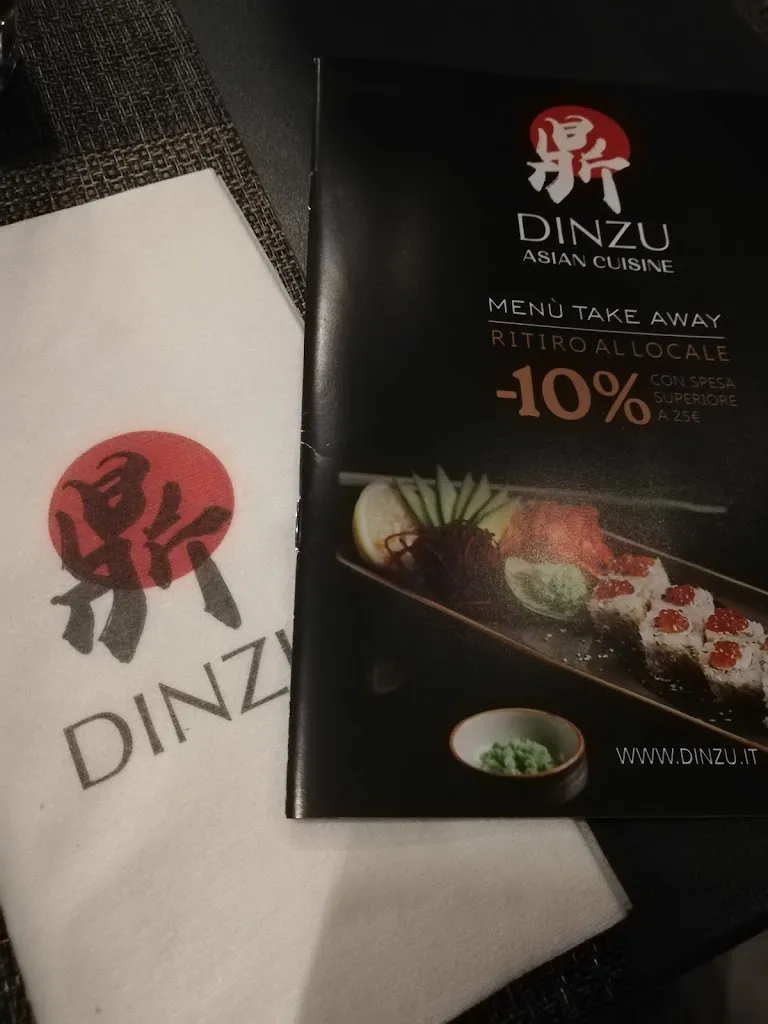 鼎
DINZU
ASIAN CUISINE
MENÙ TAKE AWAY
RITIRO AL LOCALE
-10% CON SPESA
SUPERIORE
A 25€
WWW.DINZU.IT
鼎
DINZU